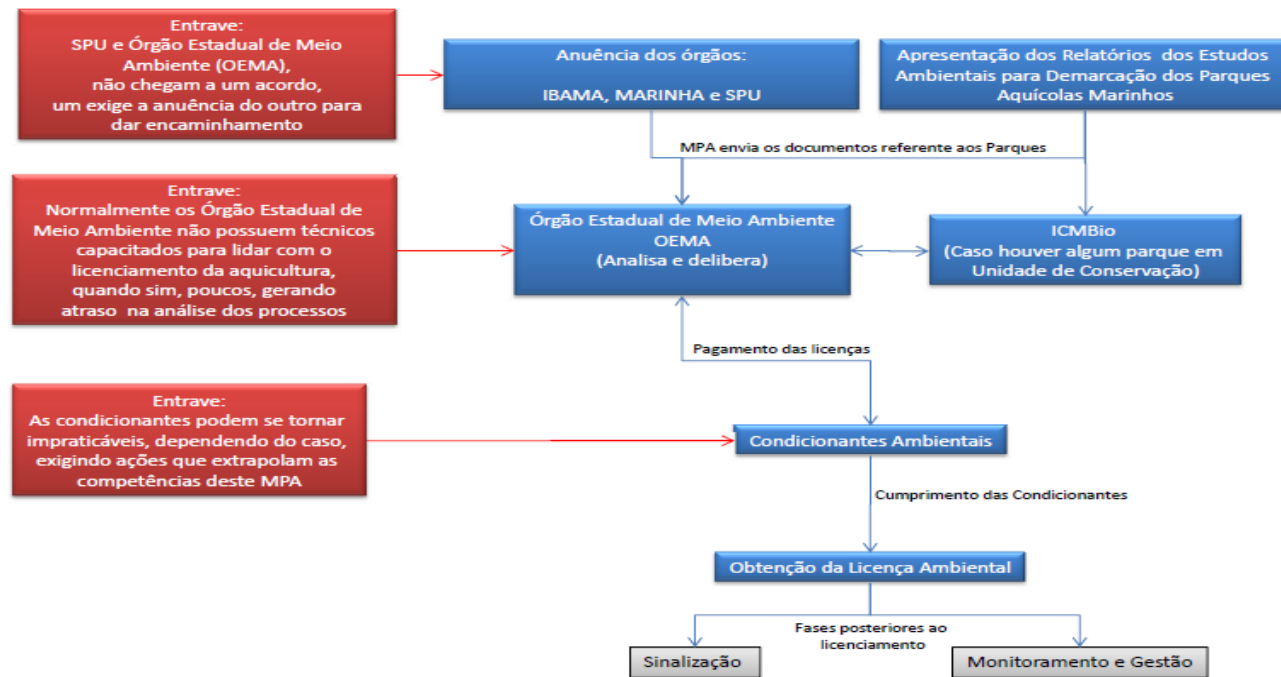 Entrave:
SPU e Órgão Estadual de Meio
Ambiente (OEMA),
não chegam a um acordo,
um exige a anuência do outro para
dar encaminhamento
Anuência dos órgãos:
IBAMA, MARINHA e SPU
Apresentação dos Relatórios dos Estudos
Ambientais para Demarcação dos Parques
Aquícolas Marinhos
MPA envia os documentos referente aos Parques
Entrave:
Normalmente os Órgão Estadual de
Meio Ambiente não possuem técnicos
capacitados para lidar com o
licenciamento da aquicultura,
quando sim, poucos, gerando
atraso na análise dos processos
Órgão Estadual de Meio Ambiente
OEMA
(Analisa e delibera)
ICMBio
(Caso houver algum parque em
Unidade de Conservação)
Pagamento das licenças
Entrave:
As condicionantes podem se tornar
impraticáveis, dependendo do caso,
exigindo ações que extrapolam as
competências deste MPA
Condicionantes Ambientais
Cumprimento das Condicionantes
Obtenção da Licença Ambiental
Fases posteriores ao
licenciamento
Sinalização
Monitoramento e Gestão